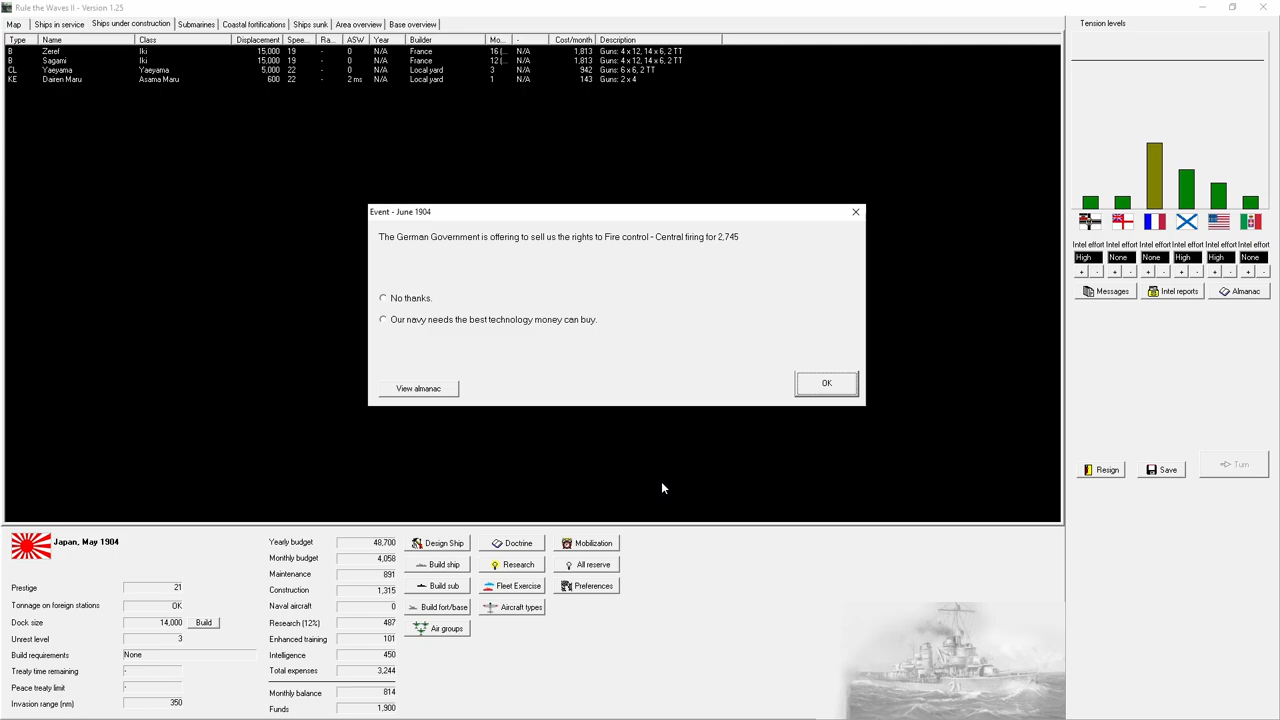 Rule the Waves II - Version 1.25
Map Ships in service Ships under construction Submarines Coastal fortifications Ships sunk Area overview Base overview
Type Name Class Displacement Spee... Ra... ASW Year Builder Mo... - Cost/month Description
B Zeref Iki 15,000 19 - 0 N/A France 16 (... N/A 1,813 Guns: 4 x 12, 14 x 6, 2 TT
B Sagami Iki 15,000 19 - 0 N/A France 12 (... N/A 1,813 Guns: 4 x 12, 14 x 6, 2 TT
CL Yaeyama Yaeyama 5,000 22 - 0 N/A Local yard 3 N/A 942 Guns: 6 x 6, 2 TT
KE Dairen Maru Asama Maru 600 22 - 2 ms N/A Local yard 1 N/A 143 Guns: 2 x 4
Event - June 1904
The German Government is offering to sell us the rights to Fire control - Central firing for 2,745
No thanks.
Our navy needs the best technology money can buy.
View almanac
OK
Tension levels
Intel effort Intel effort Intel effort Intel effort Intel effort Intel effort
High None None High High None
+ - + - + - + - + - + -
Messages Intel reports Almanac
Resign Save Turn
Japan, May 1904
Prestige 21
Tonnage on foreign stations OK
Dock size 14,000 Build
Unrest level 3
Build requirements None
Treaty time remaining -
Peace treaty limit -
Invasion range (nm) 350
Yearly budget 48,700
Monthly budget 4,058
Maintenance 891
Construction 1,315
Naval aircraft 0
Research (12%) 487
Enhanced training 101
Intelligence 450
Total expenses 3,244
Monthly balance 814
Funds 1,900
Design Ship Doctrine Mobilization
Build ship Research All reserve
Build sub Fleet Exercise Preferences
Build fort/base Aircraft types
Air groups